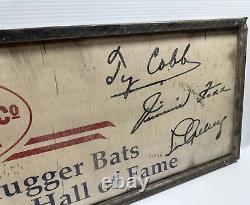 Co
Ty Cobb
Jimmie Foxx
ugger Bats
Hall of Fame